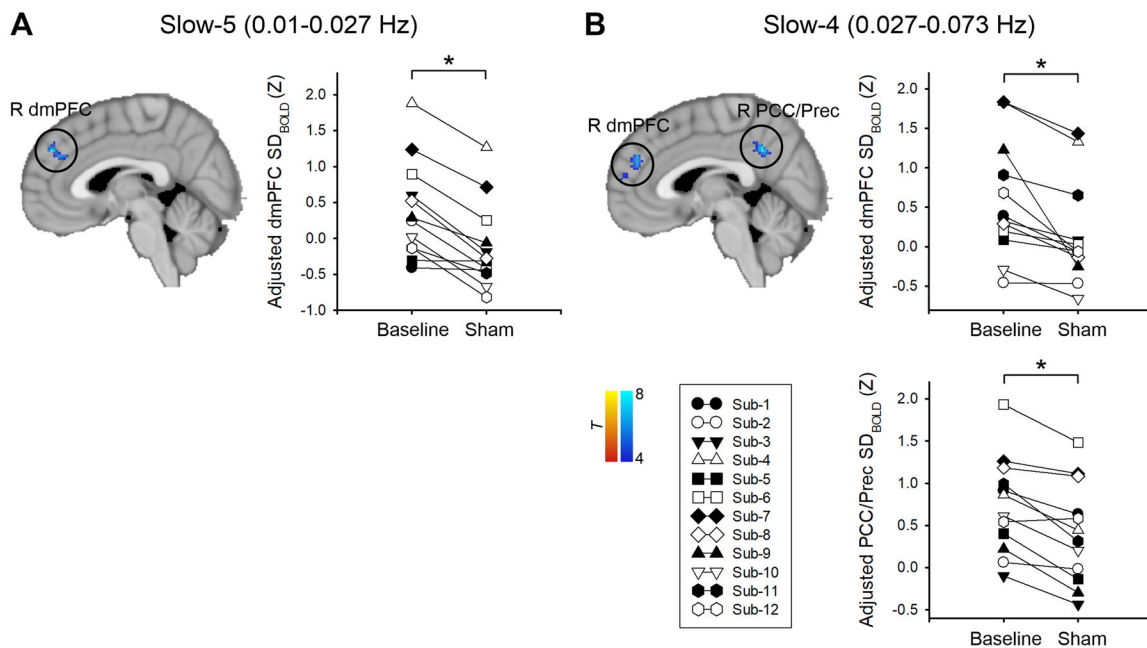 A
Slow-5 (0.01-0.027 Hz)
R dmPFC
Adjusted dmPFC SD_BOLD (Z)
2.0
1.5
1.0
0.5
0.0
-0.5
-1.0
*
Baseline
Sham
B
Slow-4 (0.027-0.073 Hz)
R dmPFC
R PCC/Prec
Adjusted dmPFC SD_BOLD (Z)
2.0
1.5
1.0
0.5
0.0
-0.5
*
Baseline
Sham
T
8
4
Sub-1
Sub-2
Sub-3
Sub-4
Sub-5
Sub-6
Sub-7
Sub-8
Sub-9
Sub-10
Sub-11
Sub-12
Adjusted PCC/Prec SD_BOLD (Z)
2.0
1.5
1.0
0.5
0.0
-0.5
*
Baseline
Sham